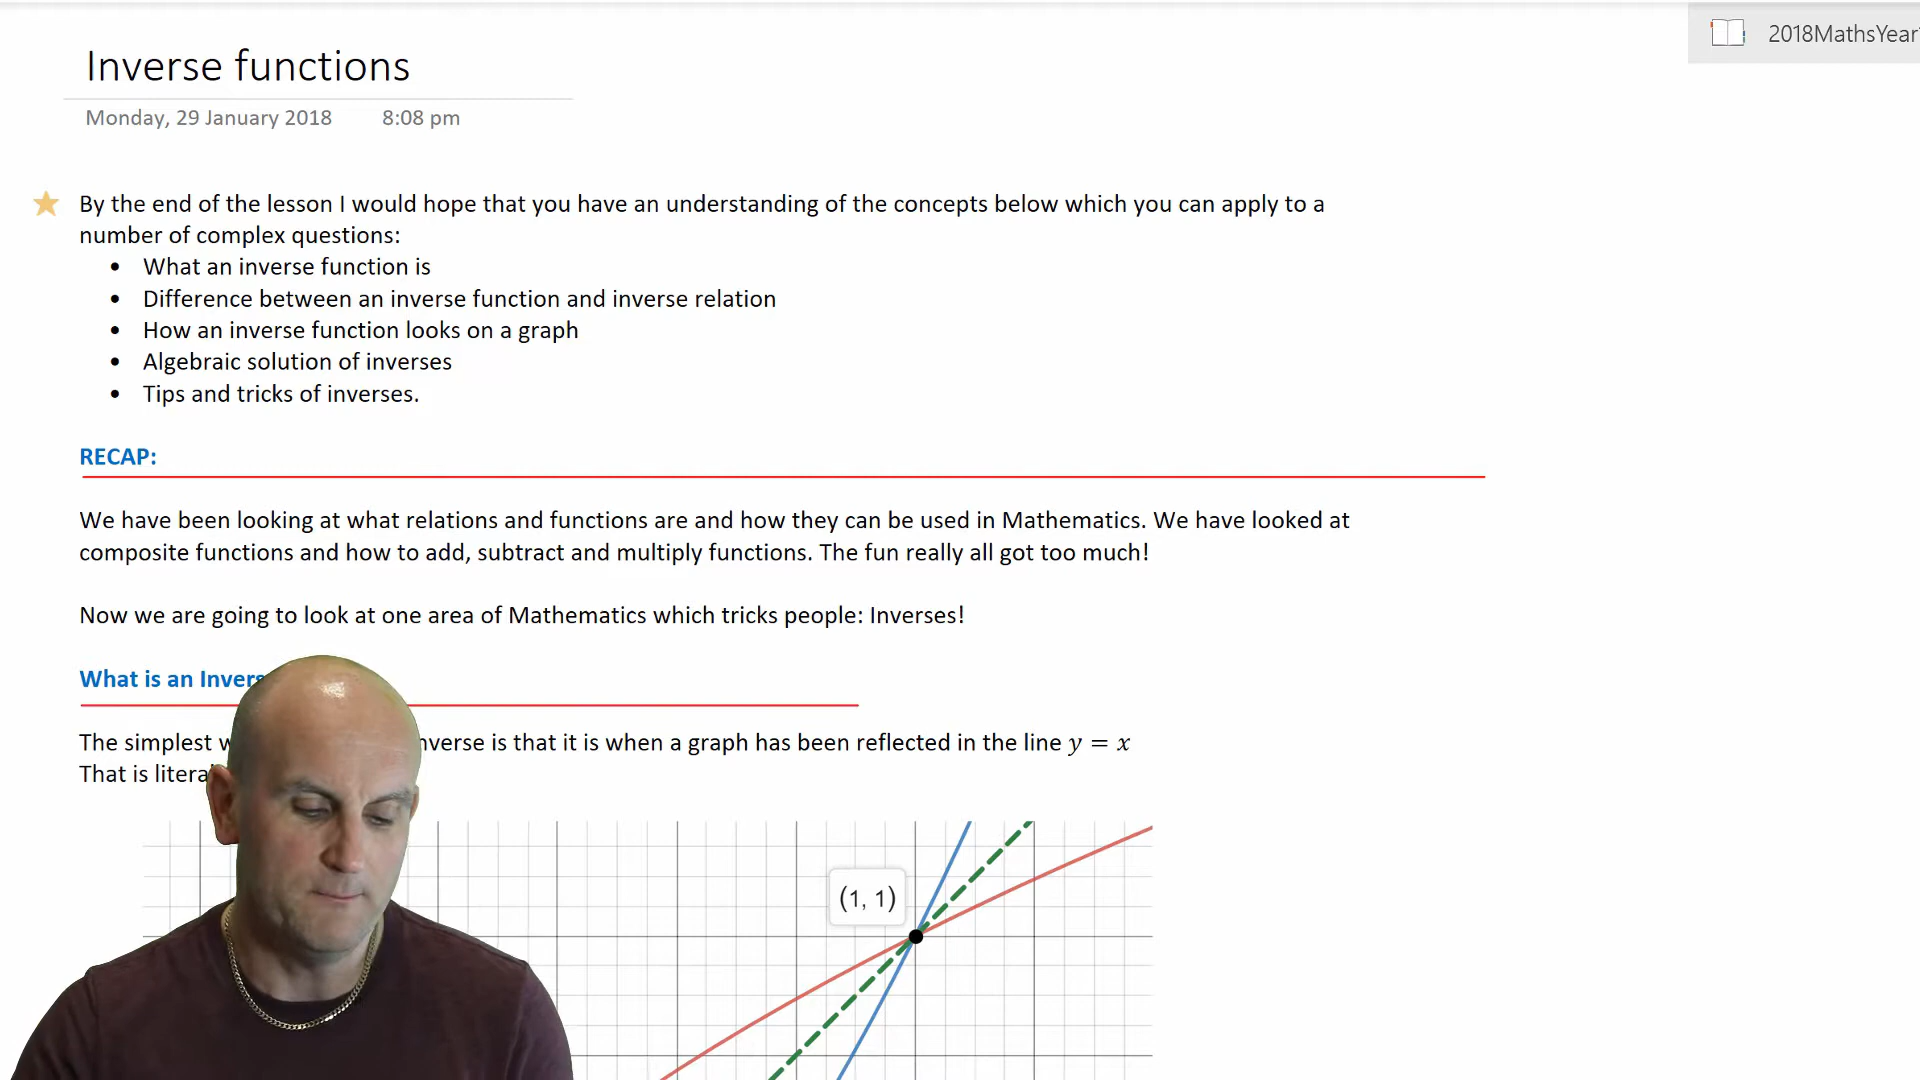 Inverse functions
2018MathsYear
Monday, 29 January 2018 8:08 pm
By the end of the lesson I would hope that you have an understanding of the concepts below which you can apply to a
number of complex questions:
• What an inverse function is
• Difference between an inverse function and inverse relation
• How an inverse function looks on a graph
• Algebraic solution of inverses
• Tips and tricks of inverses.
RECAP:
We have been looking at what relations and functions are and how they can be used in Mathematics. We have looked at
composite functions and how to add, subtract and multiply functions. The fun really all got too much!
Now we are going to look at one area of Mathematics which tricks people: Inverses!
What is an Invers
The simplest nverse is that it is when a graph has been reflected in the line y = x
That is litera
(1, 1)